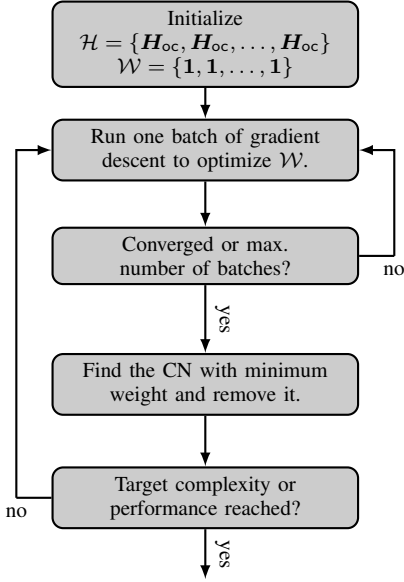 Initialize
ℋ = {𝑯oc, 𝑯oc, . . . , 𝑯oc}
𝒲 = {𝟏, 𝟏, . . . , 𝟏}
Run one batch of gradient
descent to optimize 𝒲.
Converged or max.
number of batches?
no
yes
Find the CN with minimum
weight and remove it.
Target complexity or
performance reached?
no
yes